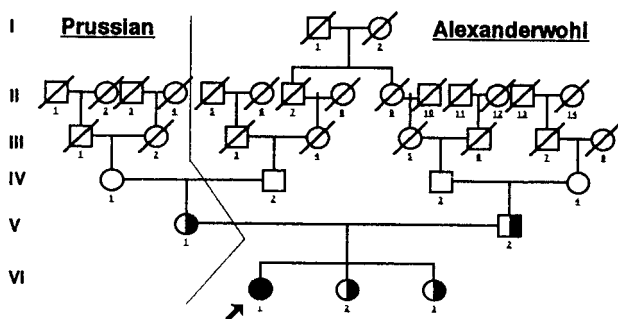 I Prussian Alexanderwohl
1 2
II
1 2 3 4 5 6 7 8 9 10 11 12 13 14
III
1 2 3 4 5 6 7 8
IV
1 2 3 4
V
1 2
VI
1 2 3